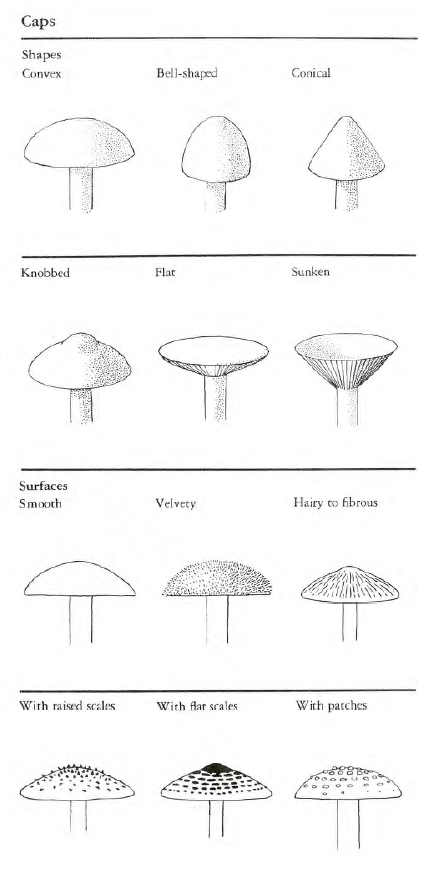 Caps
Shapes
Convex Bell-shaped Conical
Knobbed Flat Sunken
Surfaces
Smooth Velvety Hairy to fibrous
With raised scales With flat scales With patches